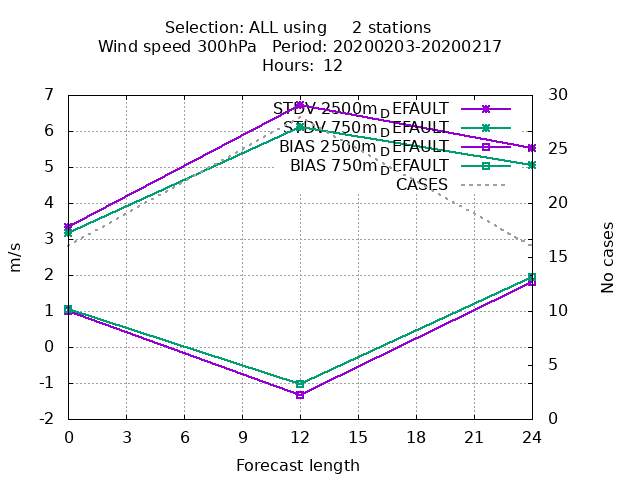 Selection: ALL using     2 stations
Wind speed 300hPa   Period: 20200203-20200217
Hours: 12
7
6
5
4
3
2
1
0
-1
-2
m/s
STDV 2500m_DEFAULT
STDV 750m_DEFAULT
BIAS 2500m_DEFAULT
BIAS 750m_DEFAULT
CASES
30
25
20
15
10
5
0
No cases
0 3 6 9 12 15 18 21 24
Forecast length